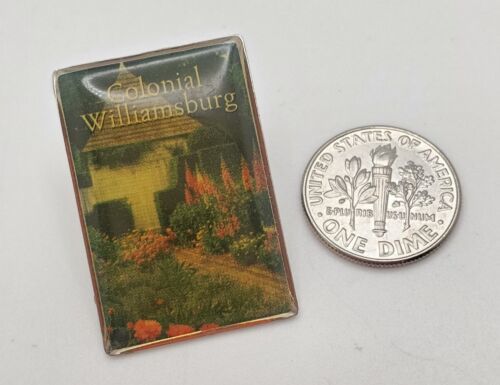 Colonial
Williamsburg
UNITED STATES OF AMERICA
E PLURIBUS UNUM
ONE DIME